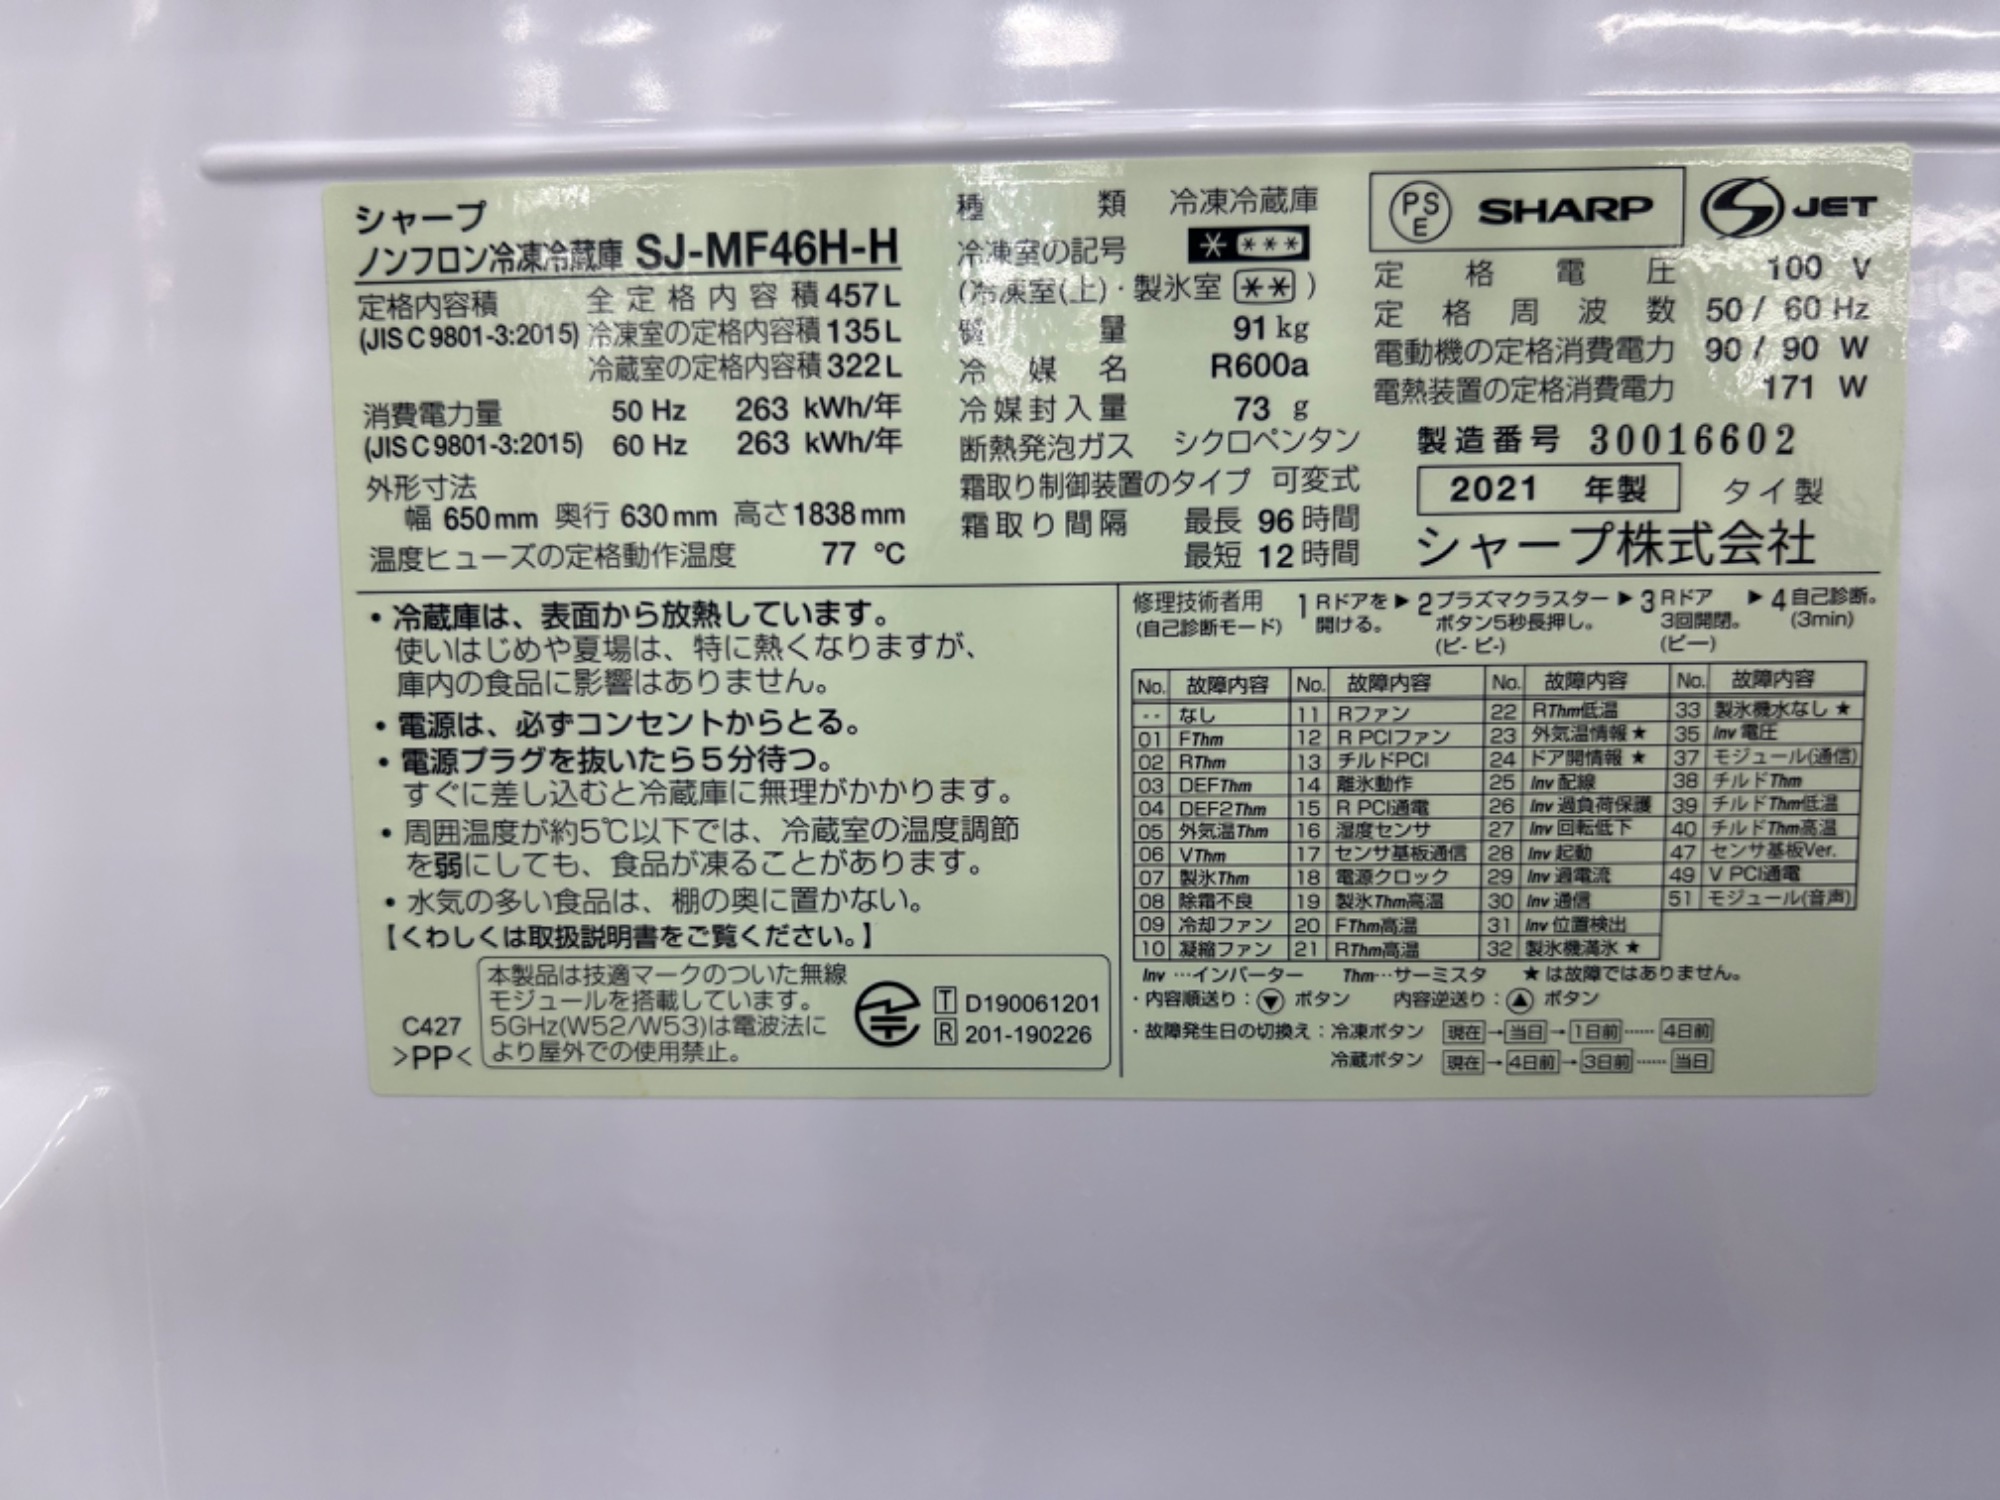 シャープ
ノンフロン冷凍冷蔵庫 SJ-MF46H-H
定格内容積 全定格内容積 457L
(JIS C 9801-3:2015) 冷凍室の定格内容積 135L
冷蔵室の定格内容積 322L
消費電力量 50 Hz 263 kWh/年
(JIS C 9801-3:2015) 60 Hz 263 kWh/年
外形寸法
幅 650mm 奥行 630mm 高さ 1838mm
温度ヒューズの定格動作温度 77 ℃
種類 冷凍冷蔵庫
冷凍室の記号 * ***
(冷凍室(上)・製氷室 ** )
質量 91 kg
冷媒名 R600a
冷媒封入量 73 g
断熱発泡ガス シクロペンタン
霜取り制御装置のタイプ 可変式
霜取り間隔 最長 96 時間
最短 12 時間
PSE SHARP JET
定格電圧 100 V
定格周波数 50 / 60 Hz
電動機の定格消費電力 90 / 90 W
電熱装置の定格消費電力 171 W
製造番号 30016602
2021 年製 タイ製
シャープ株式会社
・冷蔵庫は、表面から放熱しています。
使いはじめや夏場は、特に熱くなりますが、
庫内の食品に影響はありません。
・電源は、必ずコンセントからとる。
・電源プラグを抜いたら5分待つ。
すぐに差し込むと冷蔵庫に無理がかかります。
・周囲温度が約5℃以下では、冷蔵室の温度調節
を弱にしても、食品が凍ることがあります。
・水気の多い食品は、棚の奥に置かない。
【くわしくは取扱説明書をご覧ください。】
C427
>PP<
本製品は技適マークのついた無線
モジュールを搭載しています。
5GHz(W52/W53)は電波法に
より屋外での使用禁止。
T D190061201
R 201-190226
修理技術者用 1 Rドアを ▶ 2 プラズマクラスター ▶ 3 Rドア ▶ 4 自己診断。
(自己診断モード) 開ける。 ボタン5秒長押し。 3回開閉。 (3min)
(ピ- ピ-) (ピー)
No. 故障内容 No. 故障内容 No. 故障内容 No. 故障内容
-- なし 11 Rファン 22 RThm低温 33 製氷機水なし ★
01 FThm 12 R PCIファン 23 外気温情報 ★ 35 Inv 電圧
02 RThm 13 チルドPCI 24 ドア開情報 ★ 37 モジュール(通信)
03 DEFThm 14 離氷動作 25 Inv 配線 38 チルドThm
04 DEF2Thm 15 R PCI通電 26 Inv 過負荷保護 39 チルドThm低温
05 外気温Thm 16 湿度センサ 27 Inv 回転低下 40 チルドThm高温
06 VThm 17 センサ基板通信 28 Inv 起動 47 センサ基板Ver.
07 製氷Thm 18 電源クロック 29 Inv 過電流 49 V PCI通電
08 除霜不良 19 製氷Thm高温 30 Inv 通信 51 モジュール(音声)
09 冷却ファン 20 FThm高温 31 Inv 位置検出
10 凝縮ファン 21 RThm高温 32 製氷機満氷 ★
Inv …インバーター Thm…サーミスタ ★は故障ではありません。
・内容順送り：▼ ボタン 内容逆送り：▲ ボタン
・故障発生日の切換え：冷凍ボタン 現在→当日→1日前……4日前
冷蔵ボタン 現在→4日前→3日前……当日